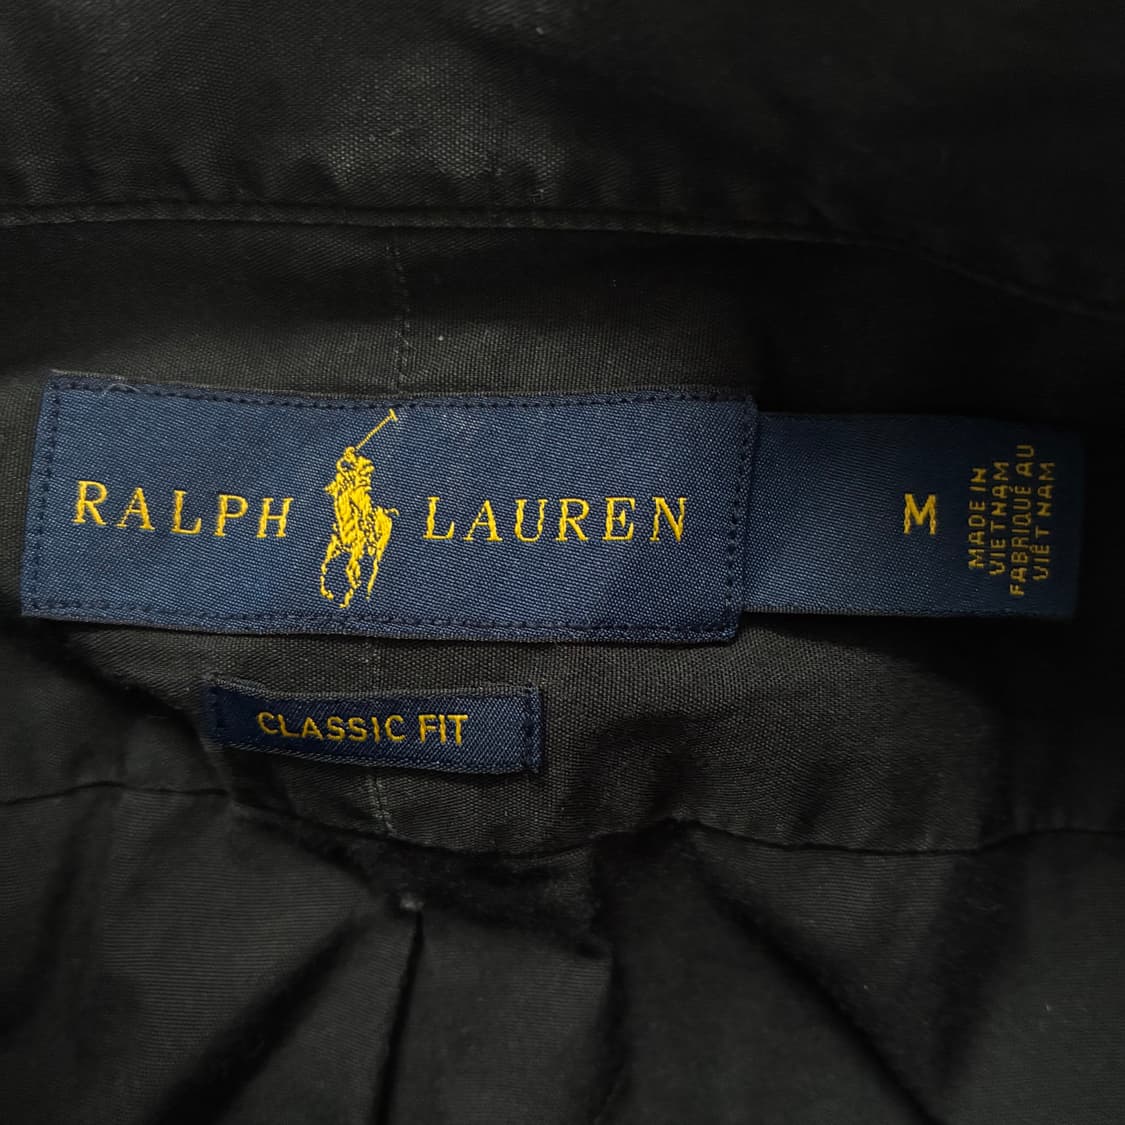 RALPH LAUREN
M
MADE IN
VIETNAM
FABRIQUÉ AU
VIÊT NAM
CLASSIC FIT